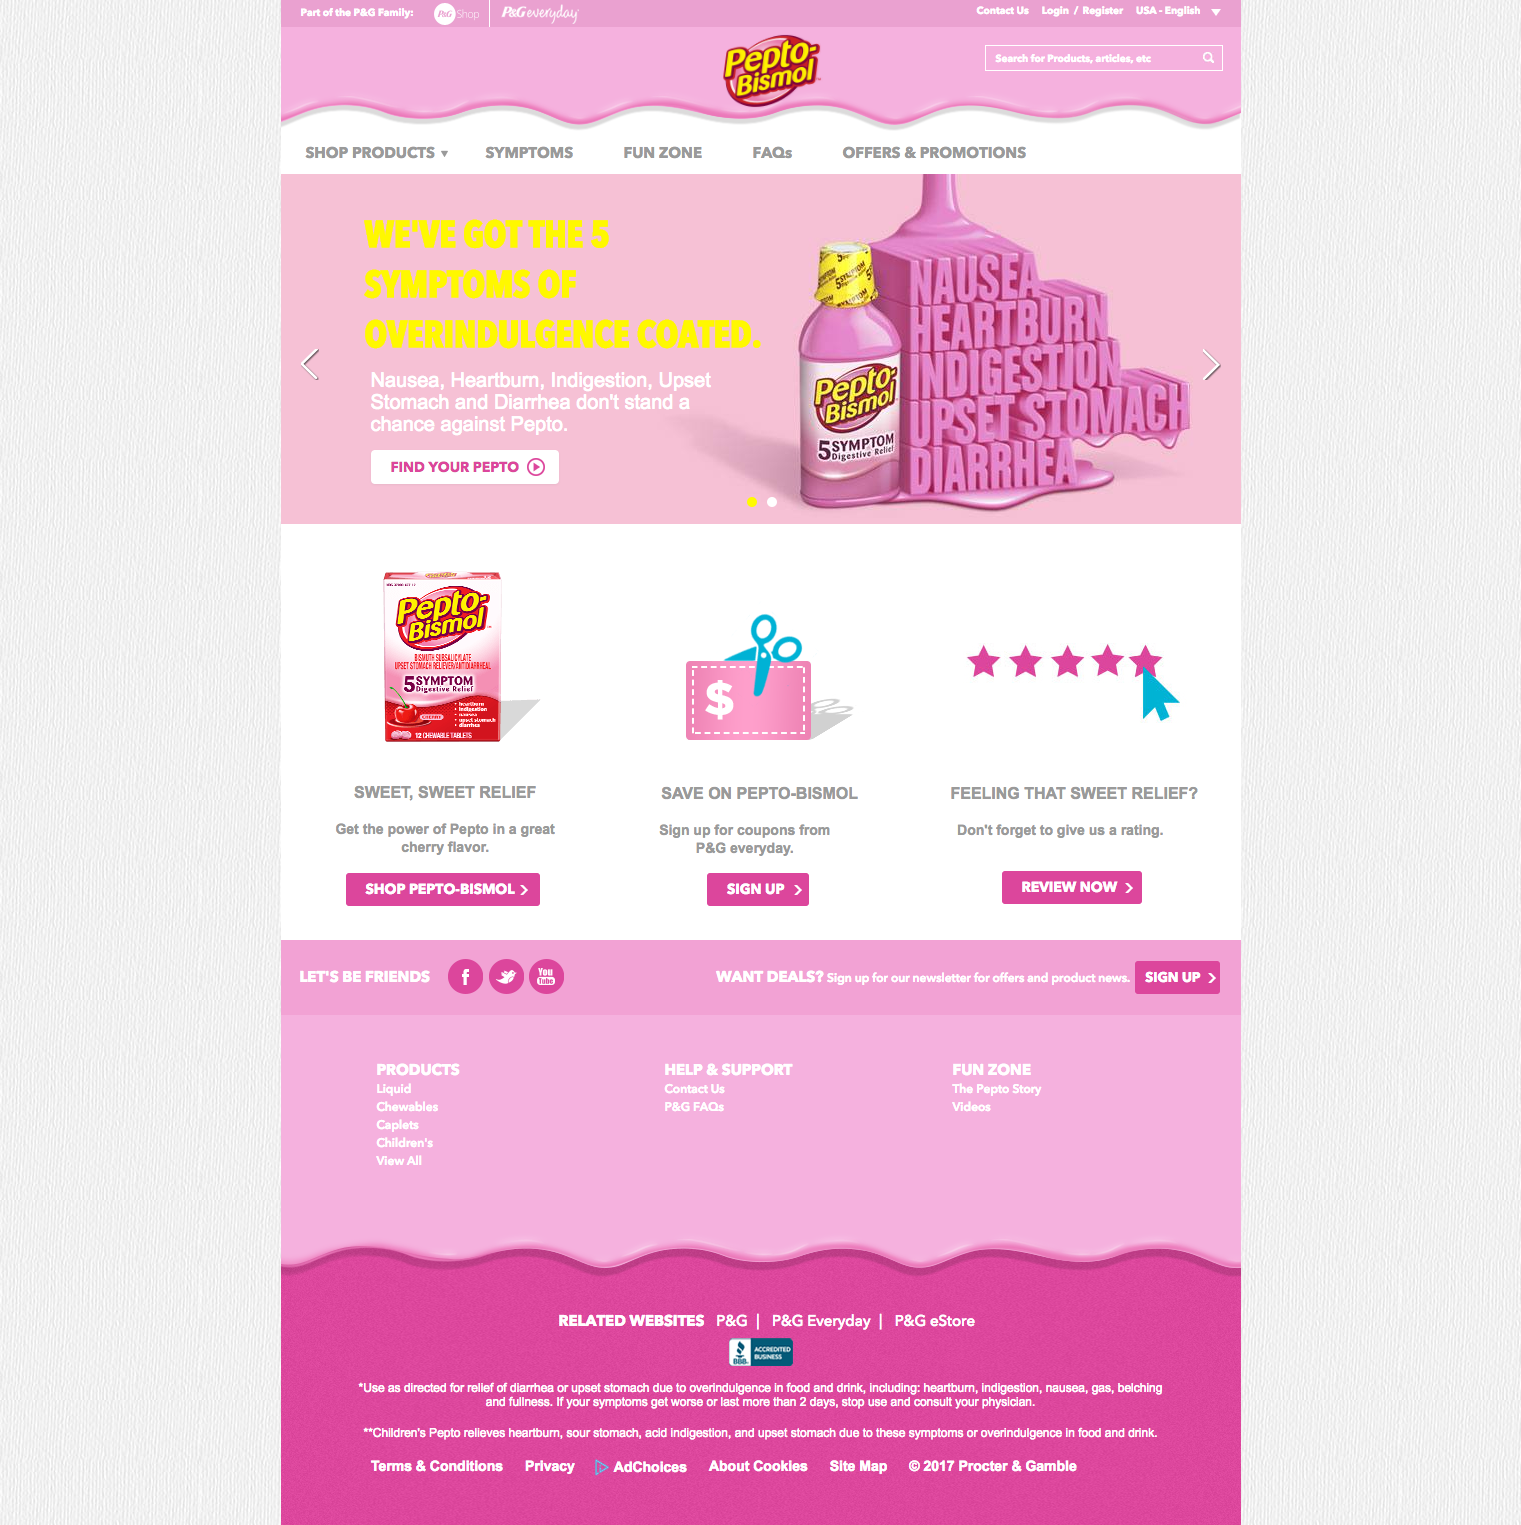 Part of the P&G Family:
P&G Shop
P&G everyday
Contact Us
Login / Register
USA - English
Pepto-
Bismol
Search for Products, articles, etc
SHOP PRODUCTS
SYMPTOMS
FUN ZONE
FAQs
OFFERS & PROMOTIONS
WE'VE GOT THE 5
SYMPTOMS OF
OVERINDULGENCE COATED.
Nausea, Heartburn, Indigestion, Upset
Stomach and Diarrhea don't stand a
chance against Pepto.
FIND YOUR PEPTO
Pepto-
Bismol
5 SYMPTOM
Digestive Relief
NAUSEA
HEARTBURN
INDIGESTION
UPSET STOMACH
DIARRHEA
Pepto-
Bismol
BISMUTH SUBSALICYLATE
UPSET STOMACH RELIEVER/ANTIDIARRHEAL
5 SYMPTOM
Digestive Relief
heartburn
indigestion
nausea
upset stomach
diarrhea
CHERRY
12 CHEWABLE TABLETS
$
SWEET, SWEET RELIEF
Get the power of Pepto in a great
cherry flavor.
SHOP PEPTO-BISMOL
SAVE ON PEPTO-BISMOL
Sign up for coupons from
P&G everyday.
SIGN UP
FEELING THAT SWEET RELIEF?
Don't forget to give us a rating.
REVIEW NOW
LET'S BE FRIENDS
f
You
Tube
WANT DEALS? Sign up for our newsletter for offers and product news.
SIGN UP
PRODUCTS
Liquid
Chewables
Caplets
Children's
View All
HELP & SUPPORT
Contact Us
P&G FAQs
FUN ZONE
The Pepto Story
Videos
RELATED WEBSITES P&G | P&G Everyday | P&G eStore
BBB.
ACCREDITED
BUSINESS
*Use as directed for relief of diarrhea or upset stomach due to overindulgence in food and drink, including: heartburn, indigestion, nausea, gas, belching
and fullness. If your symptoms get worse or last more than 2 days, stop use and consult your physician.
**Children's Pepto relieves heartburn, sour stomach, acid indigestion, and upset stomach due to these symptoms or overindulgence in food and drink.
Terms & Conditions
Privacy
AdChoices
About Cookies
Site Map
© 2017 Procter & Gamble